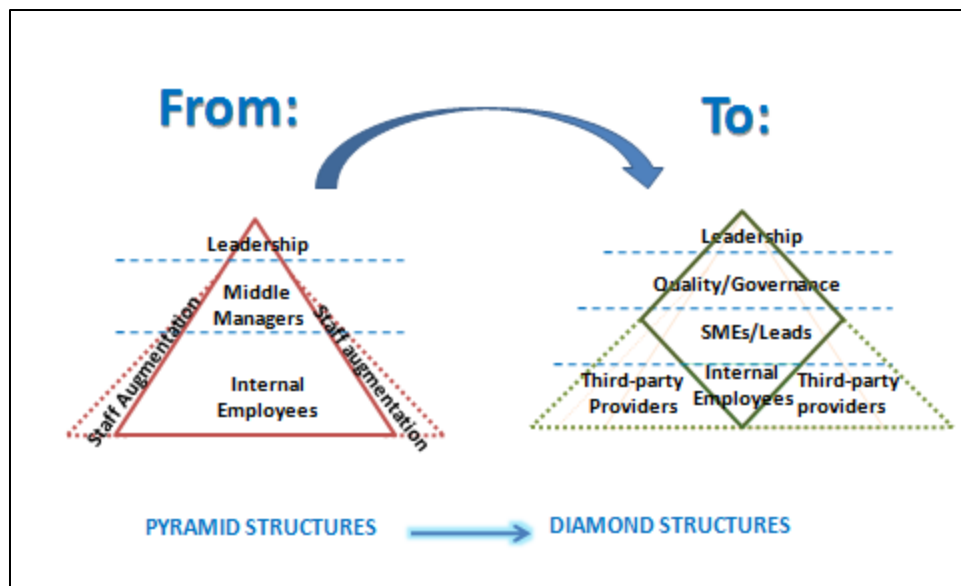 From:
To:
Leadership
Middle
Managers
Staff Augmentation
Staff augmentation
Internal
Employees
Leadership
Quality/Governance
SMEs/Leads
Third-party
Providers
Internal
Employees
Third-party
providers
PYRAMID STRUCTURES
DIAMOND STRUCTURES